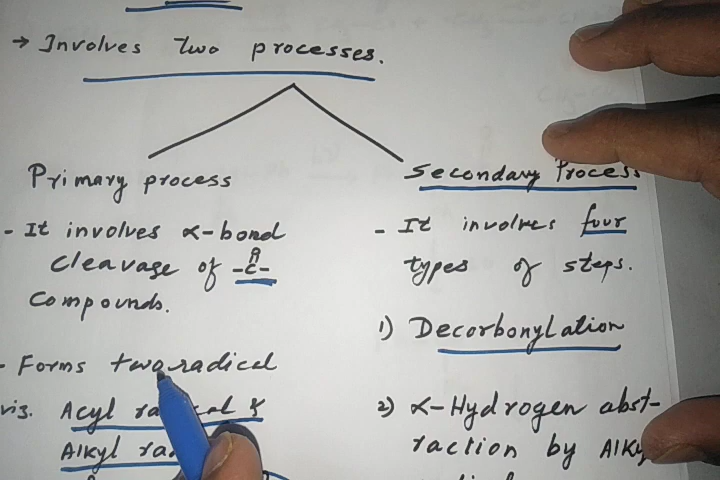 → Involves two processes.
Primary process
- It involves α-bond
cleavage of -C-
O
compounds.
- Forms two radical
viz. Acyl &
Alkyl
Secondary Process
- It involves four
types of steps.
1) Decorbonylation
2) α-Hydrogen abst-
raction by Alky